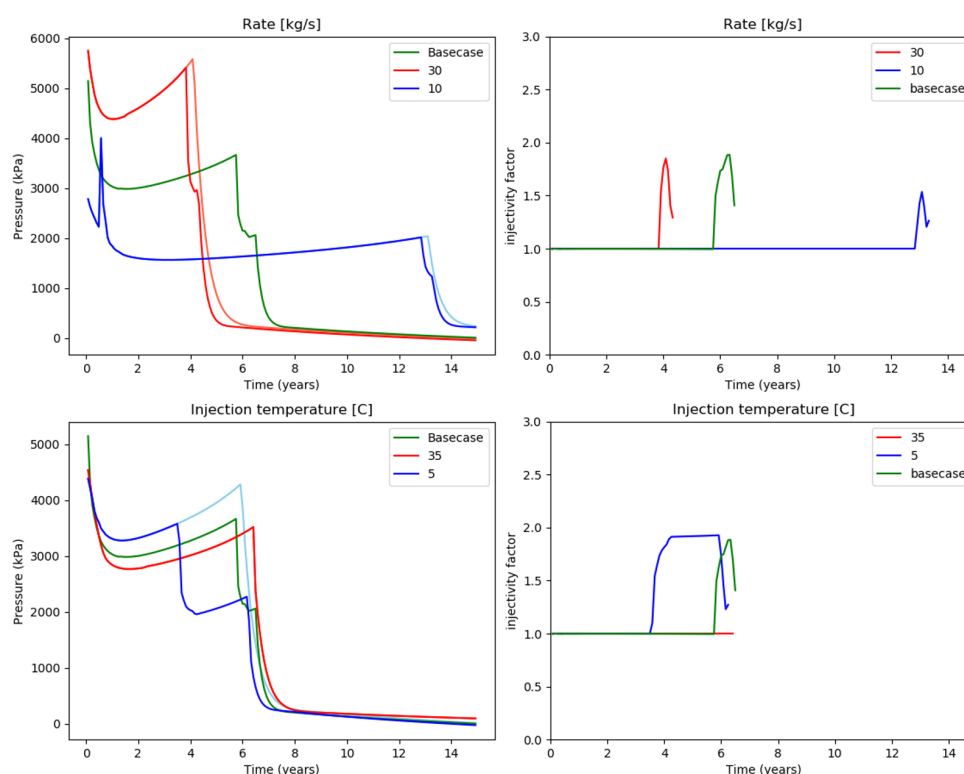 Rate [kg/s]
6000
5000
4000
3000
2000
1000
0
Pressure (kPa)
Basecase
30
10
0 2 4 6 8 10 12 14
Time (years)
Rate [kg/s]
3.0
2.5
2.0
1.5
1.0
0.5
0.0
injectivity factor
30
10
basecase
0 2 4 6 8 10 12 14
Time (years)
Injection temperature [C]
5000
4000
3000
2000
1000
0
Pressure (kPa)
Basecase
35
5
0 2 4 6 8 10 12 14
Time (years)
Injection temperature [C]
3.0
2.5
2.0
1.5
1.0
0.5
0.0
injectivity factor
35
5
basecase
0 2 4 6 8 10 12 14
Time (years)